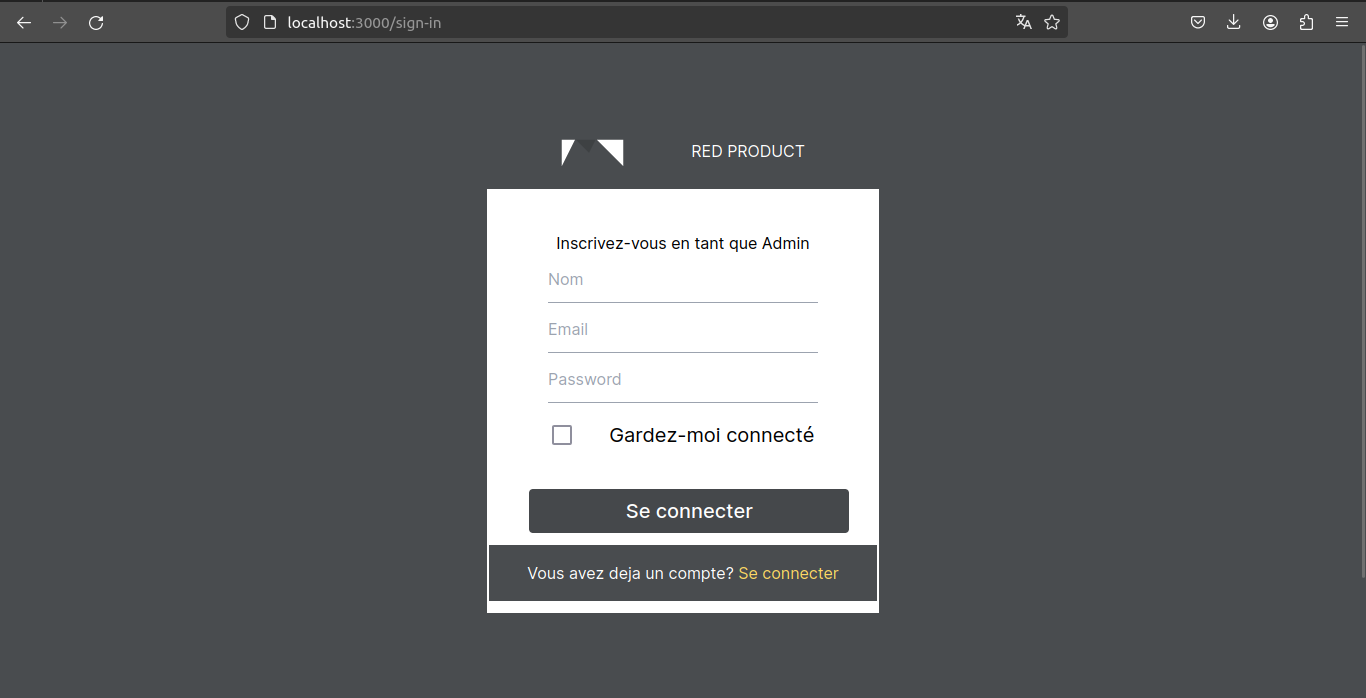 localhost:3000/sign-in
RED PRODUCT
Inscrivez-vous en tant que Admin
Nom
Email
Password
Gardez-moi connecté
Se connecter
Vous avez deja un compte? Se connecter